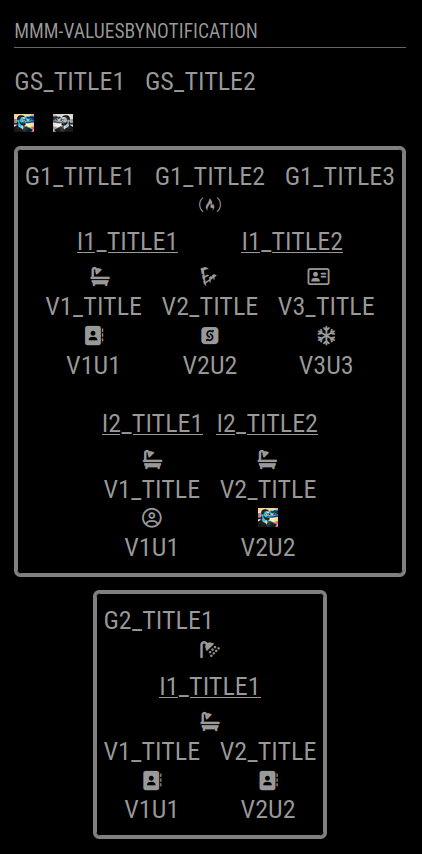 MMM-VALUESBYNOTIFICATION
GS_TITLE1 GS_TITLE2
G1_TITLE1 G1_TITLE2 G1_TITLE3
I1_TITLE1 I1_TITLE2
V1_TITLE V2_TITLE V3_TITLE
V1U1 V2U2 V3U3
I2_TITLE1 I2_TITLE2
V1_TITLE V2_TITLE
V1U1 V2U2
G2_TITLE1
I1_TITLE1
V1_TITLE V2_TITLE
V1U1 V2U2